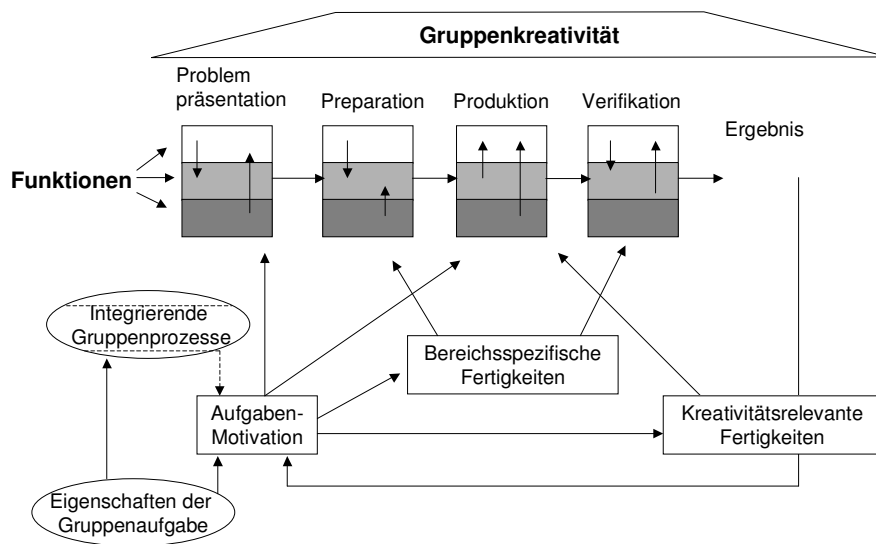 Gruppenkreativität
Problem
präsentation
Preparation
Produktion
Verifikation
Ergebnis
Funktionen
Integrierende
Gruppenprozesse
Bereichsspezifische
Fertigkeiten
Aufgaben-
Motivation
Kreativitätsrelevante
Fertigkeiten
Eigenschaften der
Gruppenaufgabe